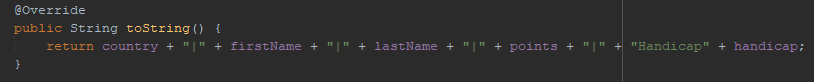 @Override
public String toString() {
return country + "|" + firstName + "|" + lastName + "|" + points + "|" + "Handicap" + handicap;
}